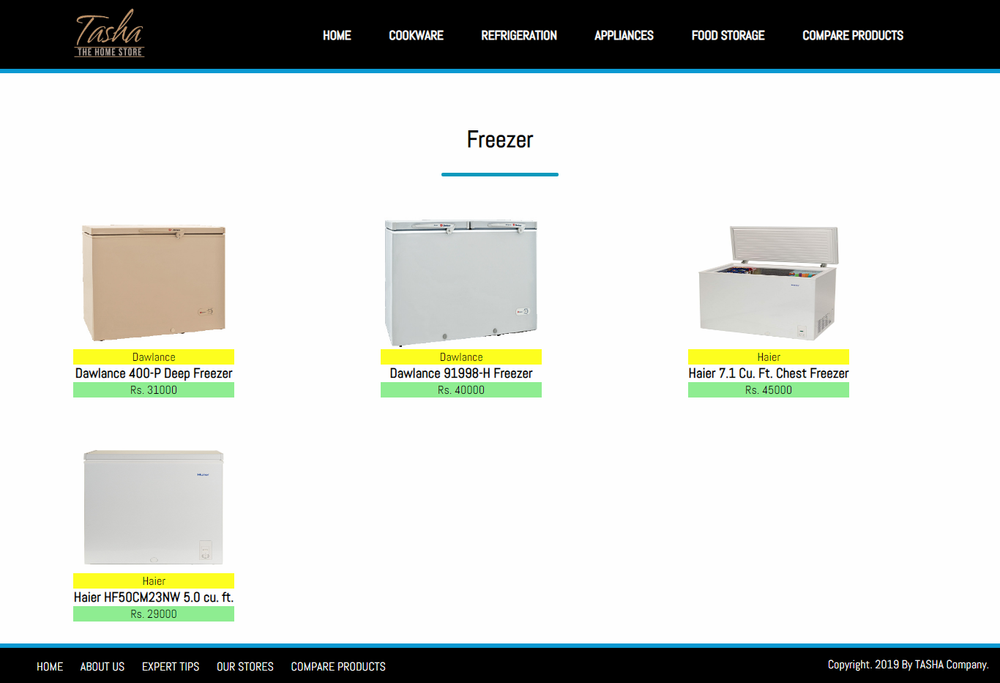 Tasha
THE HOME STORE
HOME COOKWARE REFRIGERATION APPLIANCES FOOD STORAGE COMPARE PRODUCTS
Freezer
Dawlance
Dawlance 400-P Deep Freezer
Rs. 31000
Dawlance
Dawlance 91998-H Freezer
Rs. 40000
Haier
Haier 7.1 Cu. Ft. Chest Freezer
Rs. 45000
Haier
Haier
Haier HF50CM23NW 5.0 cu. ft.
Rs. 29000
HOME ABOUT US EXPERT TIPS OUR STORES COMPARE PRODUCTS
Copyright. 2019 By TASHA Company.